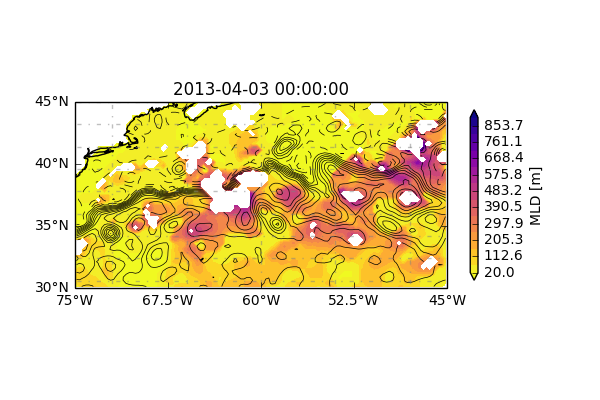 2013-04-03 00:00:00
45°N
40°N
35°N
30°N
75°W
67.5°W
60°W
52.5°W
45°W
853.7
761.1
668.4
575.8
483.2
390.5
297.9
205.3
112.6
20.0
MLD [m]